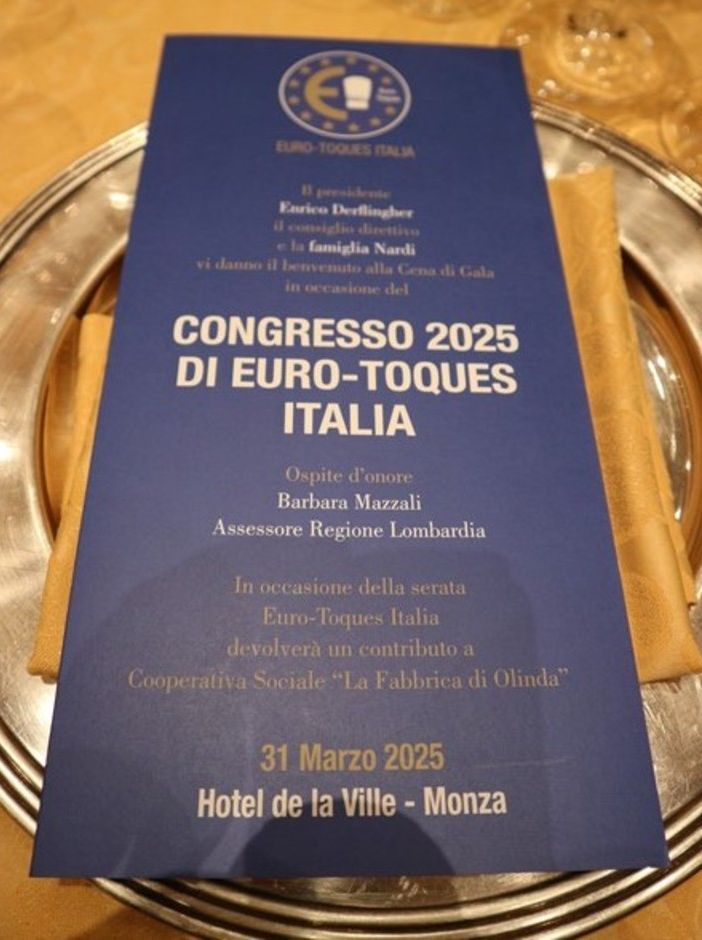 EURO-TOQUES ITALIA
Il presidente
Enrico Derflingher
il consiglio direttivo
e la famiglia Nardi
vi danno il benvenuto alla Cena di Gala
in occasione del
CONGRESSO 2025
DI EURO-TOQUES
ITALIA
Ospite d'onore
Barbara Mazzali
Assessore Regione Lombardia
In occasione della serata
Euro-Toques Italia
devolverà un contributo a
Cooperativa Sociale “La Fabbrica di Olinda”
31 Marzo 2025
Hotel de la Ville - Monza